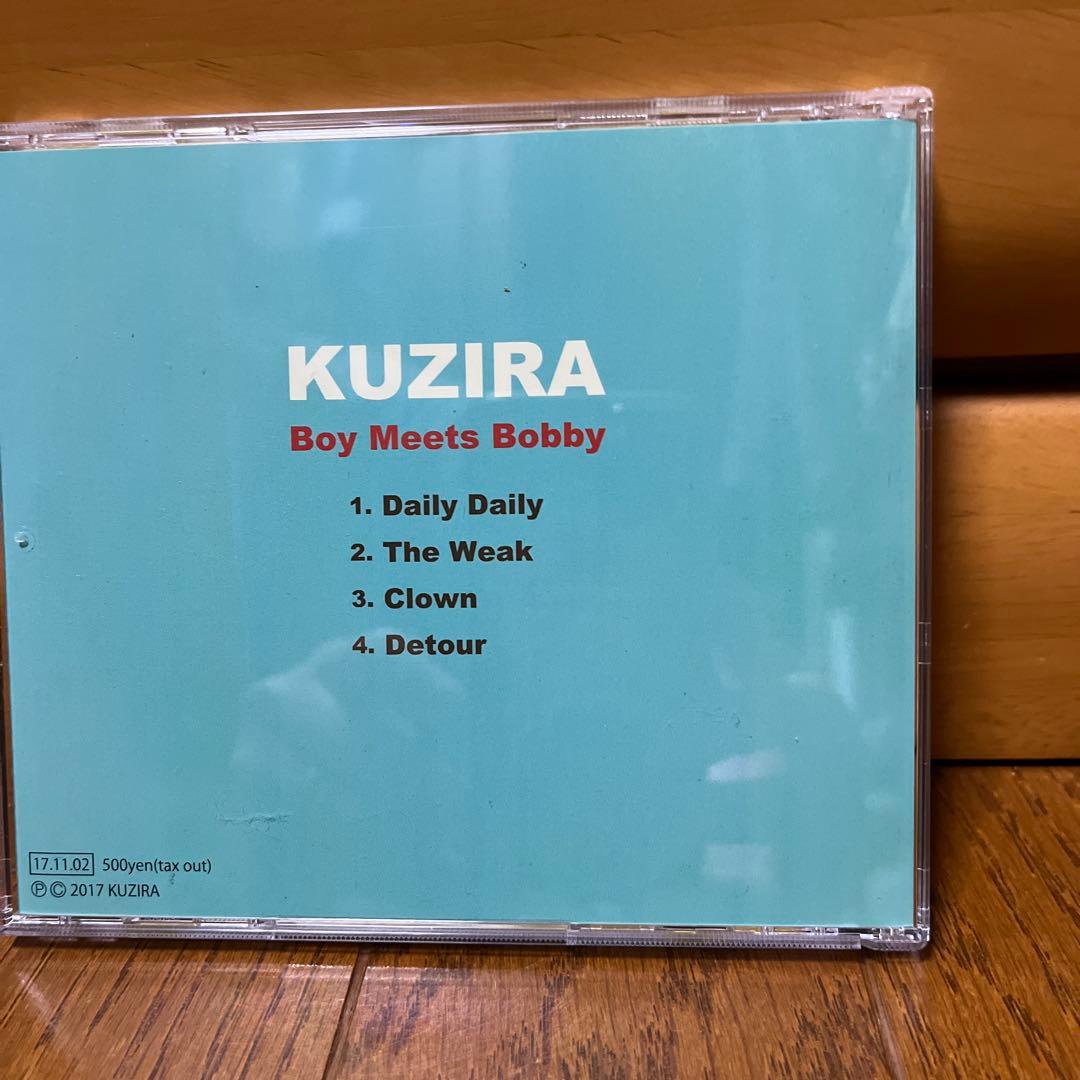 KUZIRA
Boy Meets Bobby
1. Daily Daily
2. The Weak
3. Clown
4. Detour
17.11.02 500yen(tax out)
Ⓟ Ⓒ 2017 KUZIRA